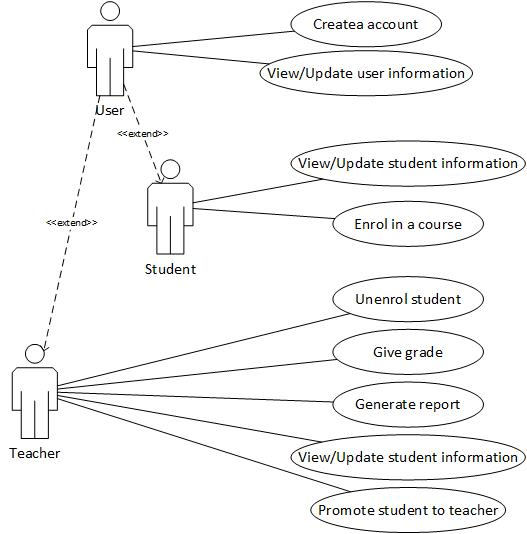 Createa account
View/Update user information
User
<<extend>>
View/Update student information
<<extend>>
Enrol in a course
Student
Unenrol student
Give grade
Generate report
Teacher
View/Update student information
Promote student to teacher